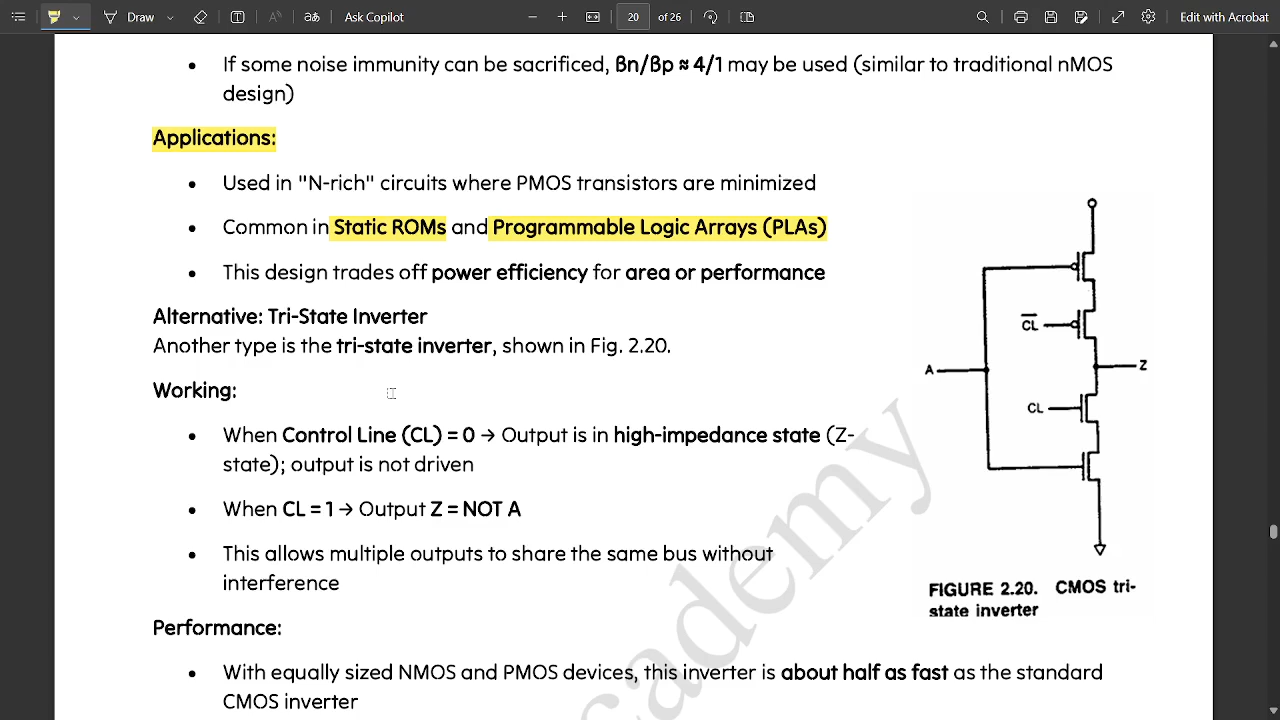 Draw
Ask Copilot
20
of 26
Edit with Acrobat
• If some noise immunity can be sacrificed, βn/βp ≈ 4/1 may be used (similar to traditional nMOS
design)
Applications:
• Used in "N-rich" circuits where PMOS transistors are minimized
• Common in Static ROMs and Programmable Logic Arrays (PLAs)
• This design trades off power efficiency for area or performance
Alternative: Tri-State Inverter
Another type is the tri-state inverter, shown in Fig. 2.20.
Working:
• When Control Line (CL) = 0 → Output is in high-impedance state (Z-
state); output is not driven
• When CL = 1 → Output Z = NOT A
• This allows multiple outputs to share the same bus without
interference
Performance:
• With equally sized NMOS and PMOS devices, this inverter is about half as fast as the standard
CMOS inverter
C̅L̅
A
Z
CL
FIGURE 2.20. CMOS tri-
state inverter
cademy